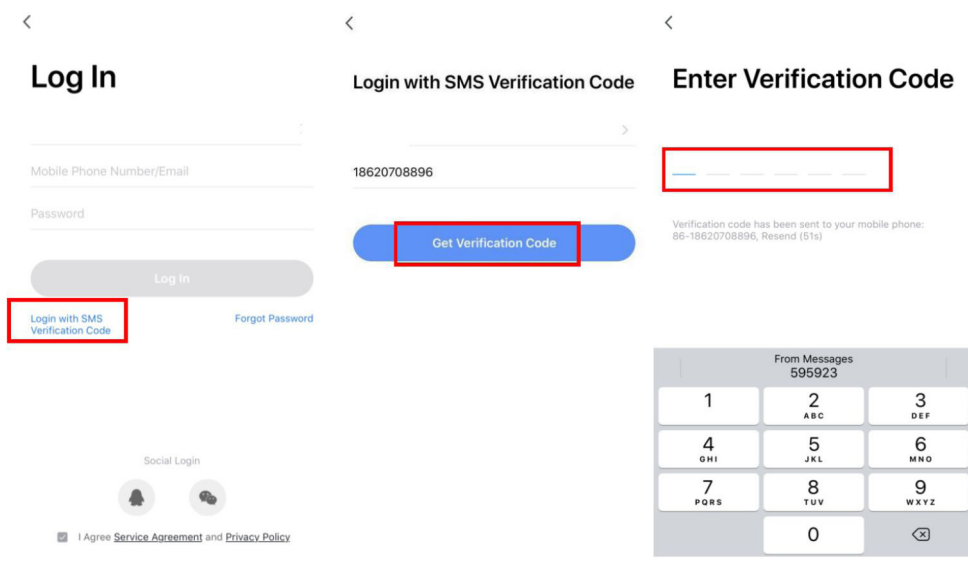 Log In
Mobile Phone Number/Email
Password
Log In
Login with SMS
Verification Code
Forgot Password
Social Login
I Agree Service Agreement and Privacy Policy
Login with SMS Verification Code
18620708896
Get Verification Code
Enter Verification Code
Verification code has been sent to your mobile phone:
86-18620708896, Resend (51s)
From Messages
595923
1
2
ABC
3
DEF
4
GHI
5
JKL
6
MNO
7
PQRS
8
TUV
9
WXYZ
0